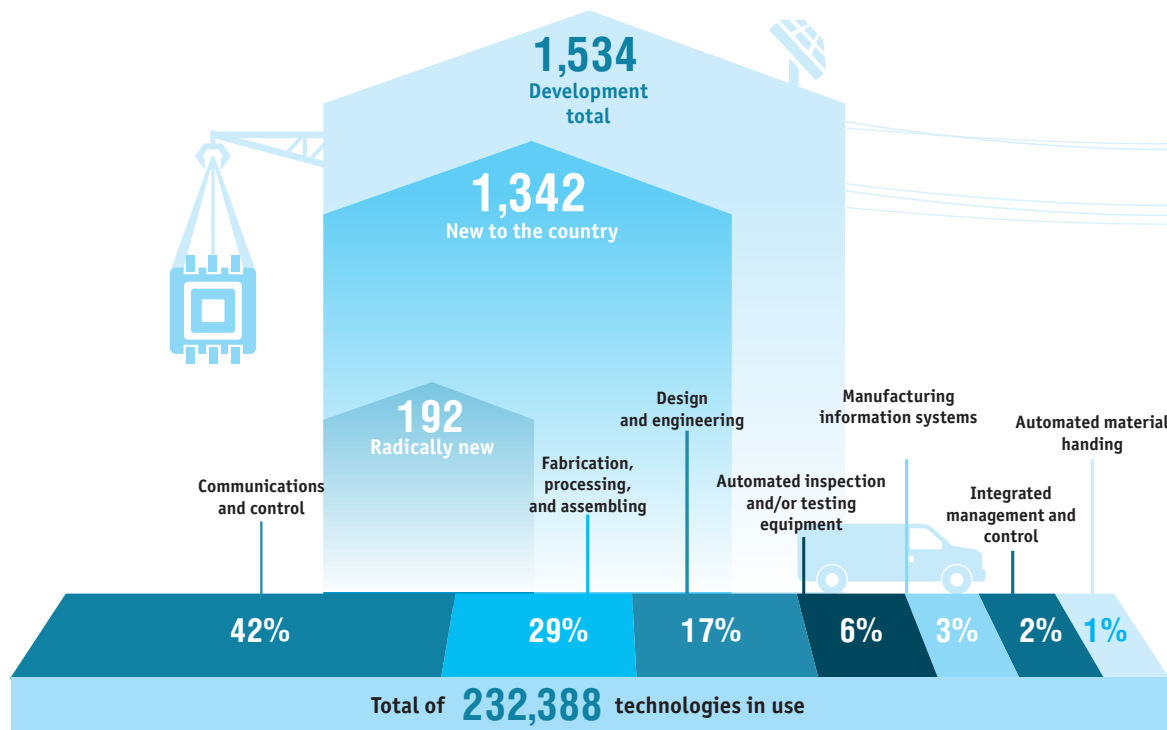 1,534
Development
total
1,342
New to the country
192
Radically new
Communications
and control
Fabrication,
processing,
and assembling
Design
and engineering
Automated inspection
and/or testing
equipment
Manufacturing
information systems
Integrated
management and
control
Automated material
handing
42%
29%
17%
6%
3%
2%
1%
Total of 232,388 technologies in use